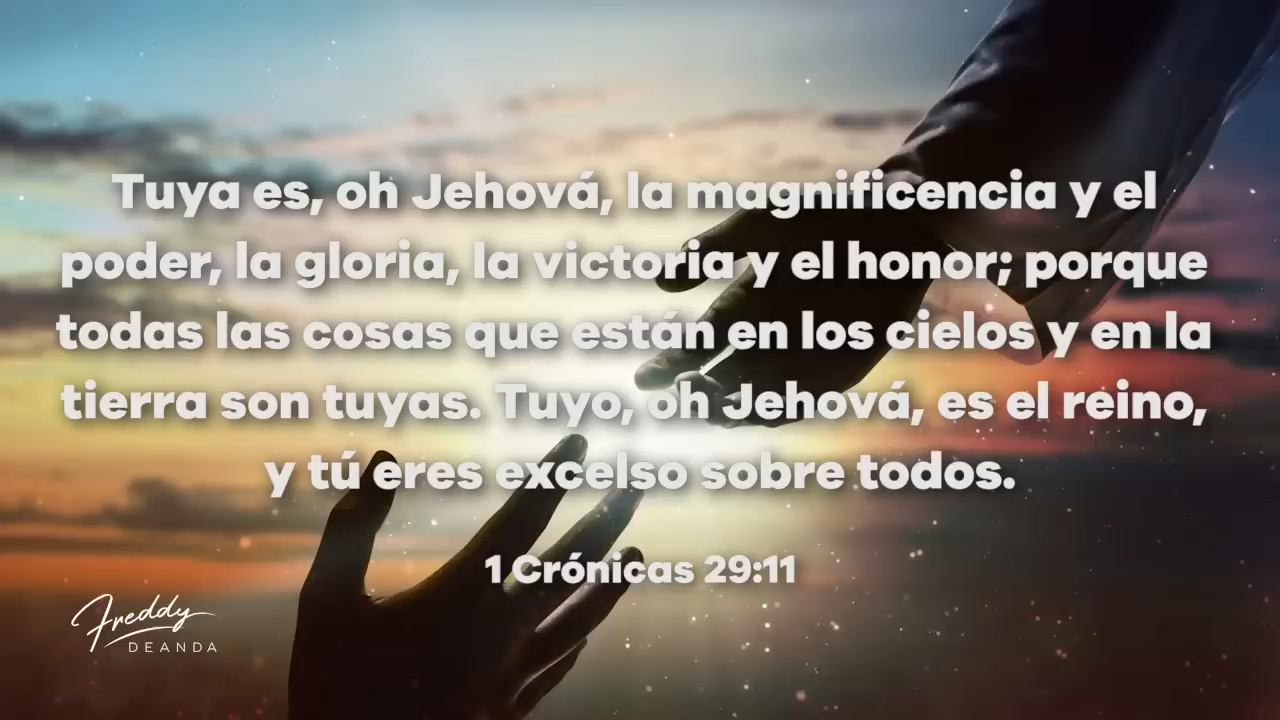 Tuya es, oh Jehová, la magnificencia y el
poder, la gloria, la victoria y el honor; porque
todas las cosas que están en los cielos y en la
tierra son tuyas. Tuyo, oh Jehová, es el reino,
y tú eres excelso sobre todos.
1 Crónicas 29:11
Freddy
DEANDA